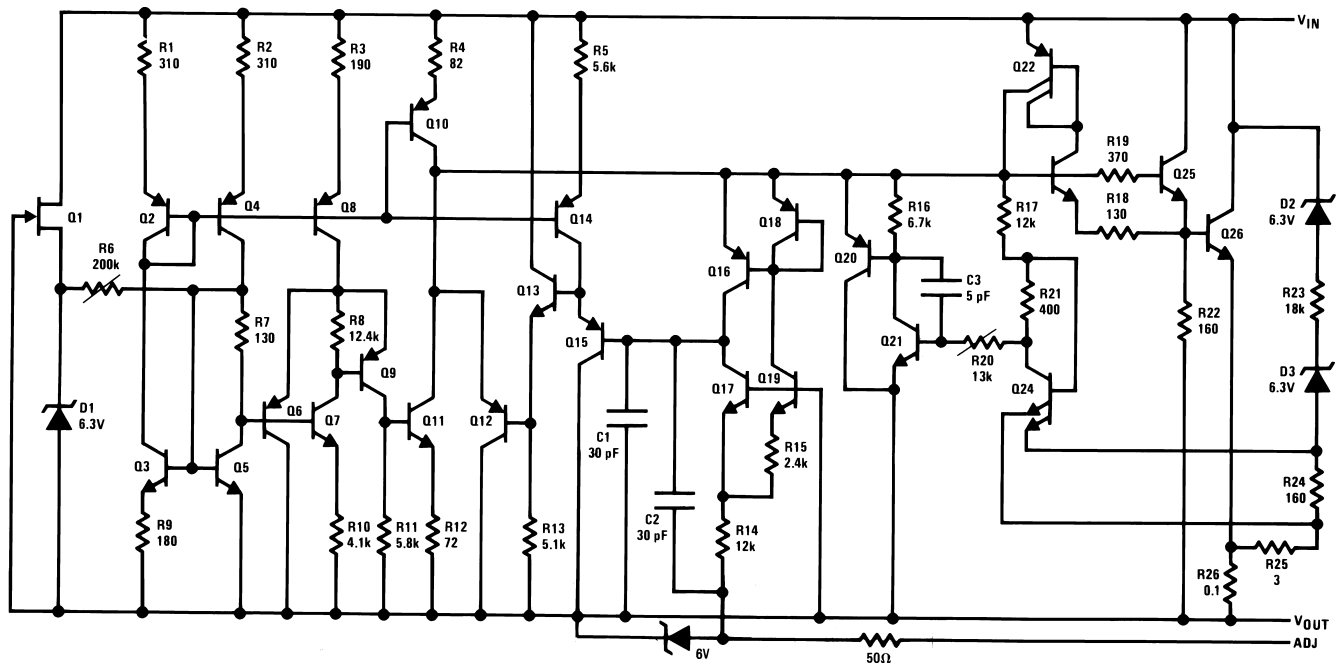 V_IN
R1
310
R2
310
R3
190
R4
82
R5
5.6k
Q22
Q10
R19
370
Q25
R18
130
Q1
Q2
Q4
Q8
Q14
Q18
R16
6.7k
R17
12k
Q26
D2
6.3V
R6
200k
Q13
Q16
Q20
C3
5 pF
R21
400
R23
18k
R7
130
R8
12.4k
Q9
Q15
Q21
R20
13k
R22
160
D1
6.3V
Q6
Q7
Q11
Q12
Q17
Q19
Q24
D3
6.3V
C1
30 pF
R15
2.4k
Q3
Q5
R24
160
R9
180
R10
4.1k
R11
5.8k
R12
72
R13
5.1k
C2
30 pF
R14
12k
R25
3
R26
0.1
V_OUT
6V
50Ω
ADJ